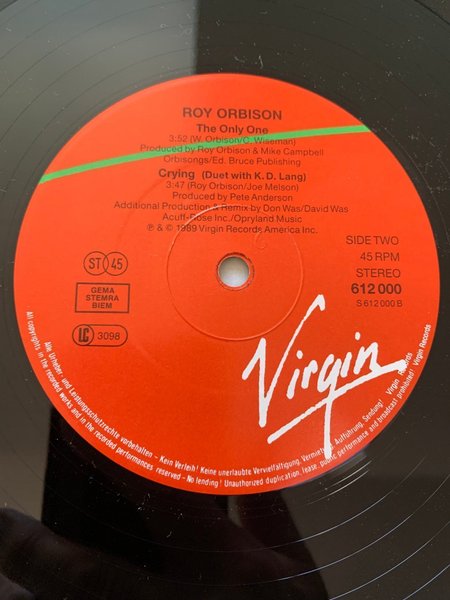 ROY ORBISON
The Only One
3:52 (W. Orbison/C. Wiseman)
Produced by Roy Orbison & Mike Campbell
Orbisongs/Ed. Bruce Publishing
Crying (Duet with K. D. Lang)
3:47 (Roy Orbison/Joe Melson)
Produced by Pete Anderson
Additional Production & Remix by Don Was/David Was
Acuff-Rose Inc./Opryland Music
℗ & © 1989 Virgin Records America Inc.
SIDE TWO
45 RPM
STEREO
612 000
S 612 000 B
ST 45
GEMA
STEMRA
BIEM
LC 3098
Virgin
Alle Urheber- und Leistungsschutzrechte vorbehalten – Kein Verleih! Keine unerlaubte Vervielfältigung, Vermietung, Aufführung, Sendung! Virgin Records
All copyrights in the recorded works and in the recorded performances reserved – No lending! Unauthorized duplication, lease, public performance and broadcast prohibited! Virgin Records